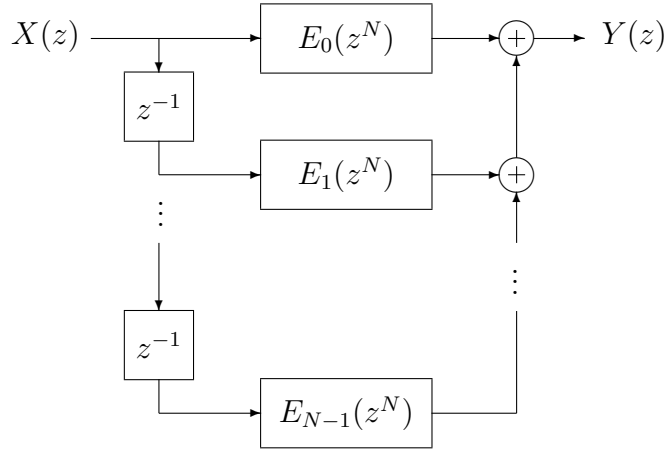 X(z) E_0(z^N) + Y(z)
z^{-1}
E_1(z^N) +
⋮
⋮
z^{-1}
E_{N-1}(z^N)